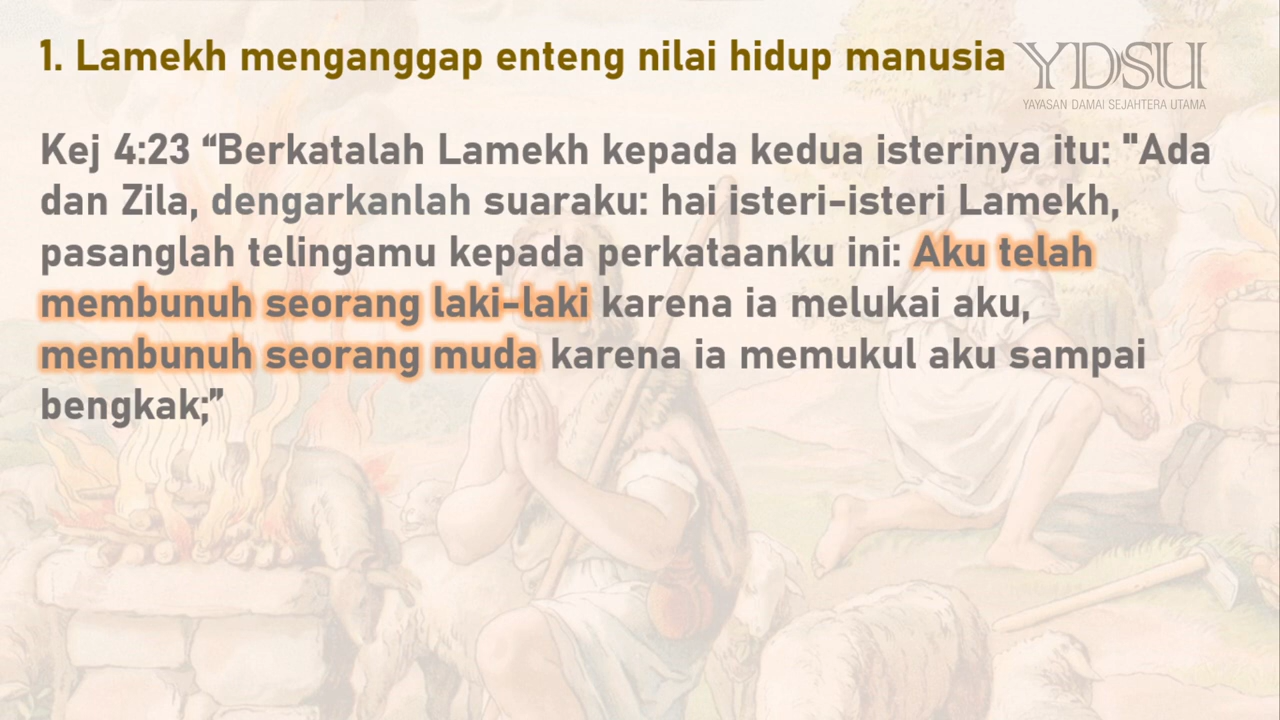 1. Lamekh menganggap enteng nilai hidup manusia
YDSU
YAYASAN DAMAI SEJAHTERA UTAMA
Kej 4:23 “Berkatalah Lamekh kepada kedua isterinya itu: "Ada
dan Zila, dengarkanlah suaraku: hai isteri-isteri Lamekh,
pasanglah telingamu kepada perkataanku ini: Aku telah
membunuh seorang laki-laki karena ia melukai aku,
membunuh seorang muda karena ia memukul aku sampai
bengkak;”